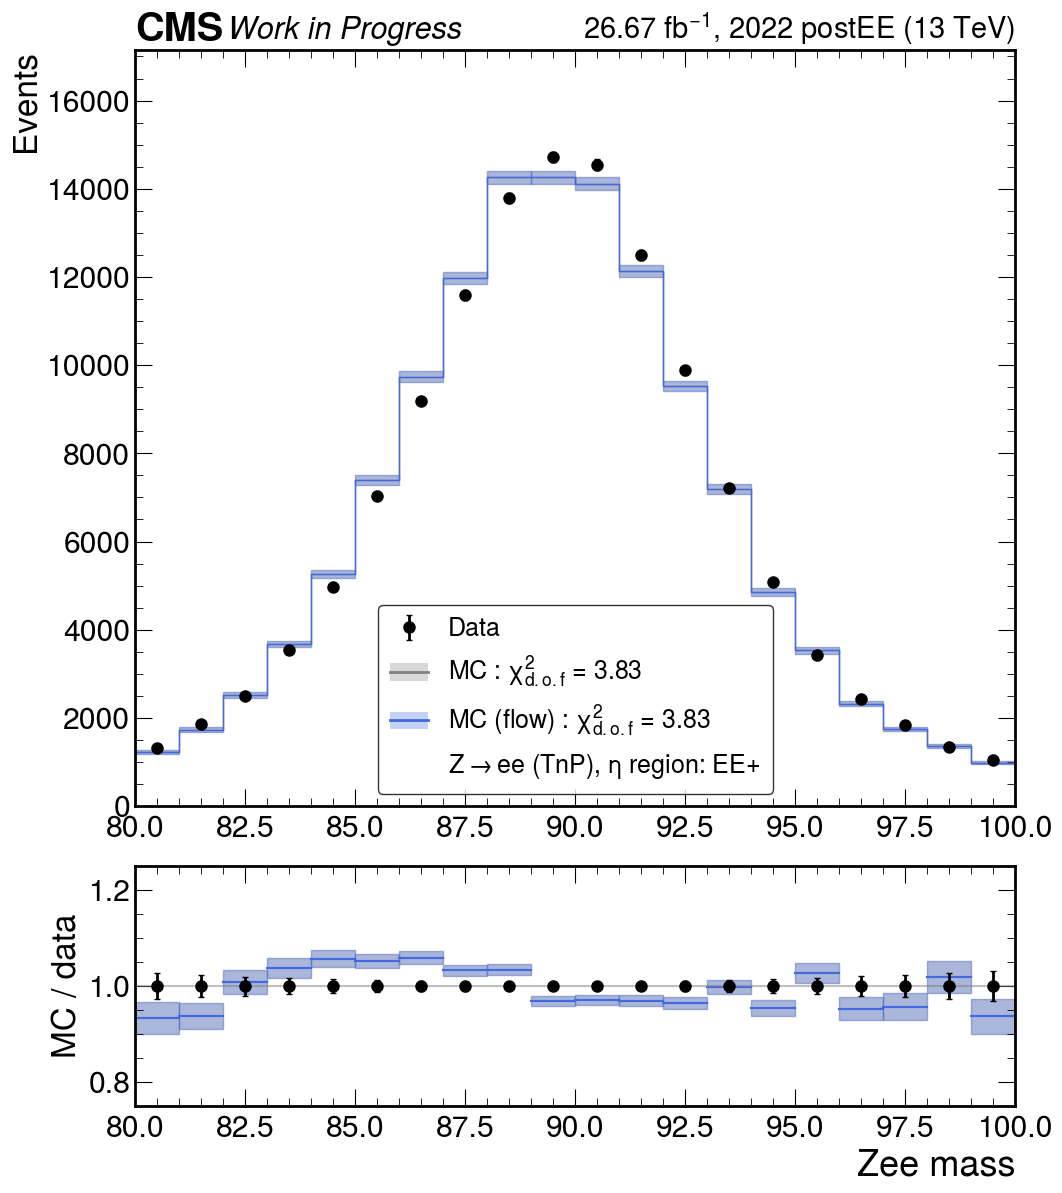 CMS Work in Progress 26.67 fb⁻¹, 2022 postEE (13 TeV)
Events
16000
14000
12000
10000
8000
6000
4000
2000
0
Data
MC : χ²d.o.f = 3.83
MC (flow) : χ²d.o.f = 3.83
Z→ee (TnP), η region: EE+
80.0 82.5 85.0 87.5 90.0 92.5 95.0 97.5 100.0
MC / data
1.2
1.0
0.8
80.0 82.5 85.0 87.5 90.0 92.5 95.0 97.5 100.0
Zee mass